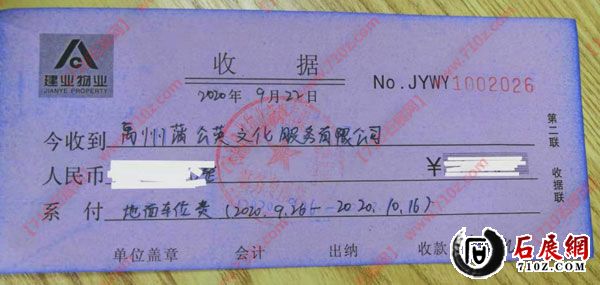 建业物业
JIANYE PROPERTY
收 据
No.JYWY1002026
2020年 9月22日
今收到 禹州蒲公英文化服务有限公司
人民币
¥
系 付 地面车位费(2020.9.26—2020.10.16)
单位盖章 会计 出纳 收款
第二联 收据联
石展網
710Z.COM